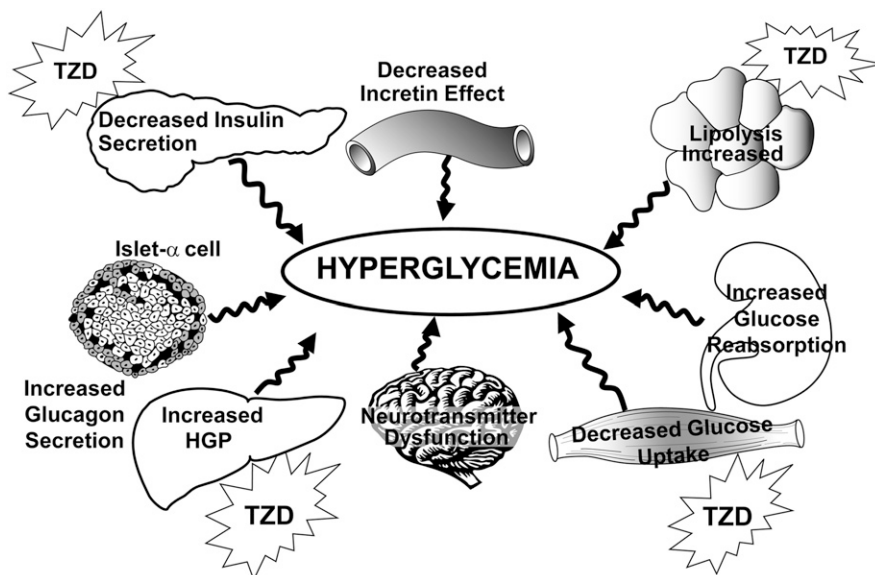 TZD
Decreased Insulin
Secretion
Decreased
Incretin Effect
TZD
Lipolysis
Increased
HYPERGLYCEMIA
Islet-α cell
Increased
Glucagon
Secretion
Increased
Glucose
Reabsorption
Increased
HGP
TZD
Neurotransmitter
Dysfunction
Decreased Glucose
Uptake
TZD